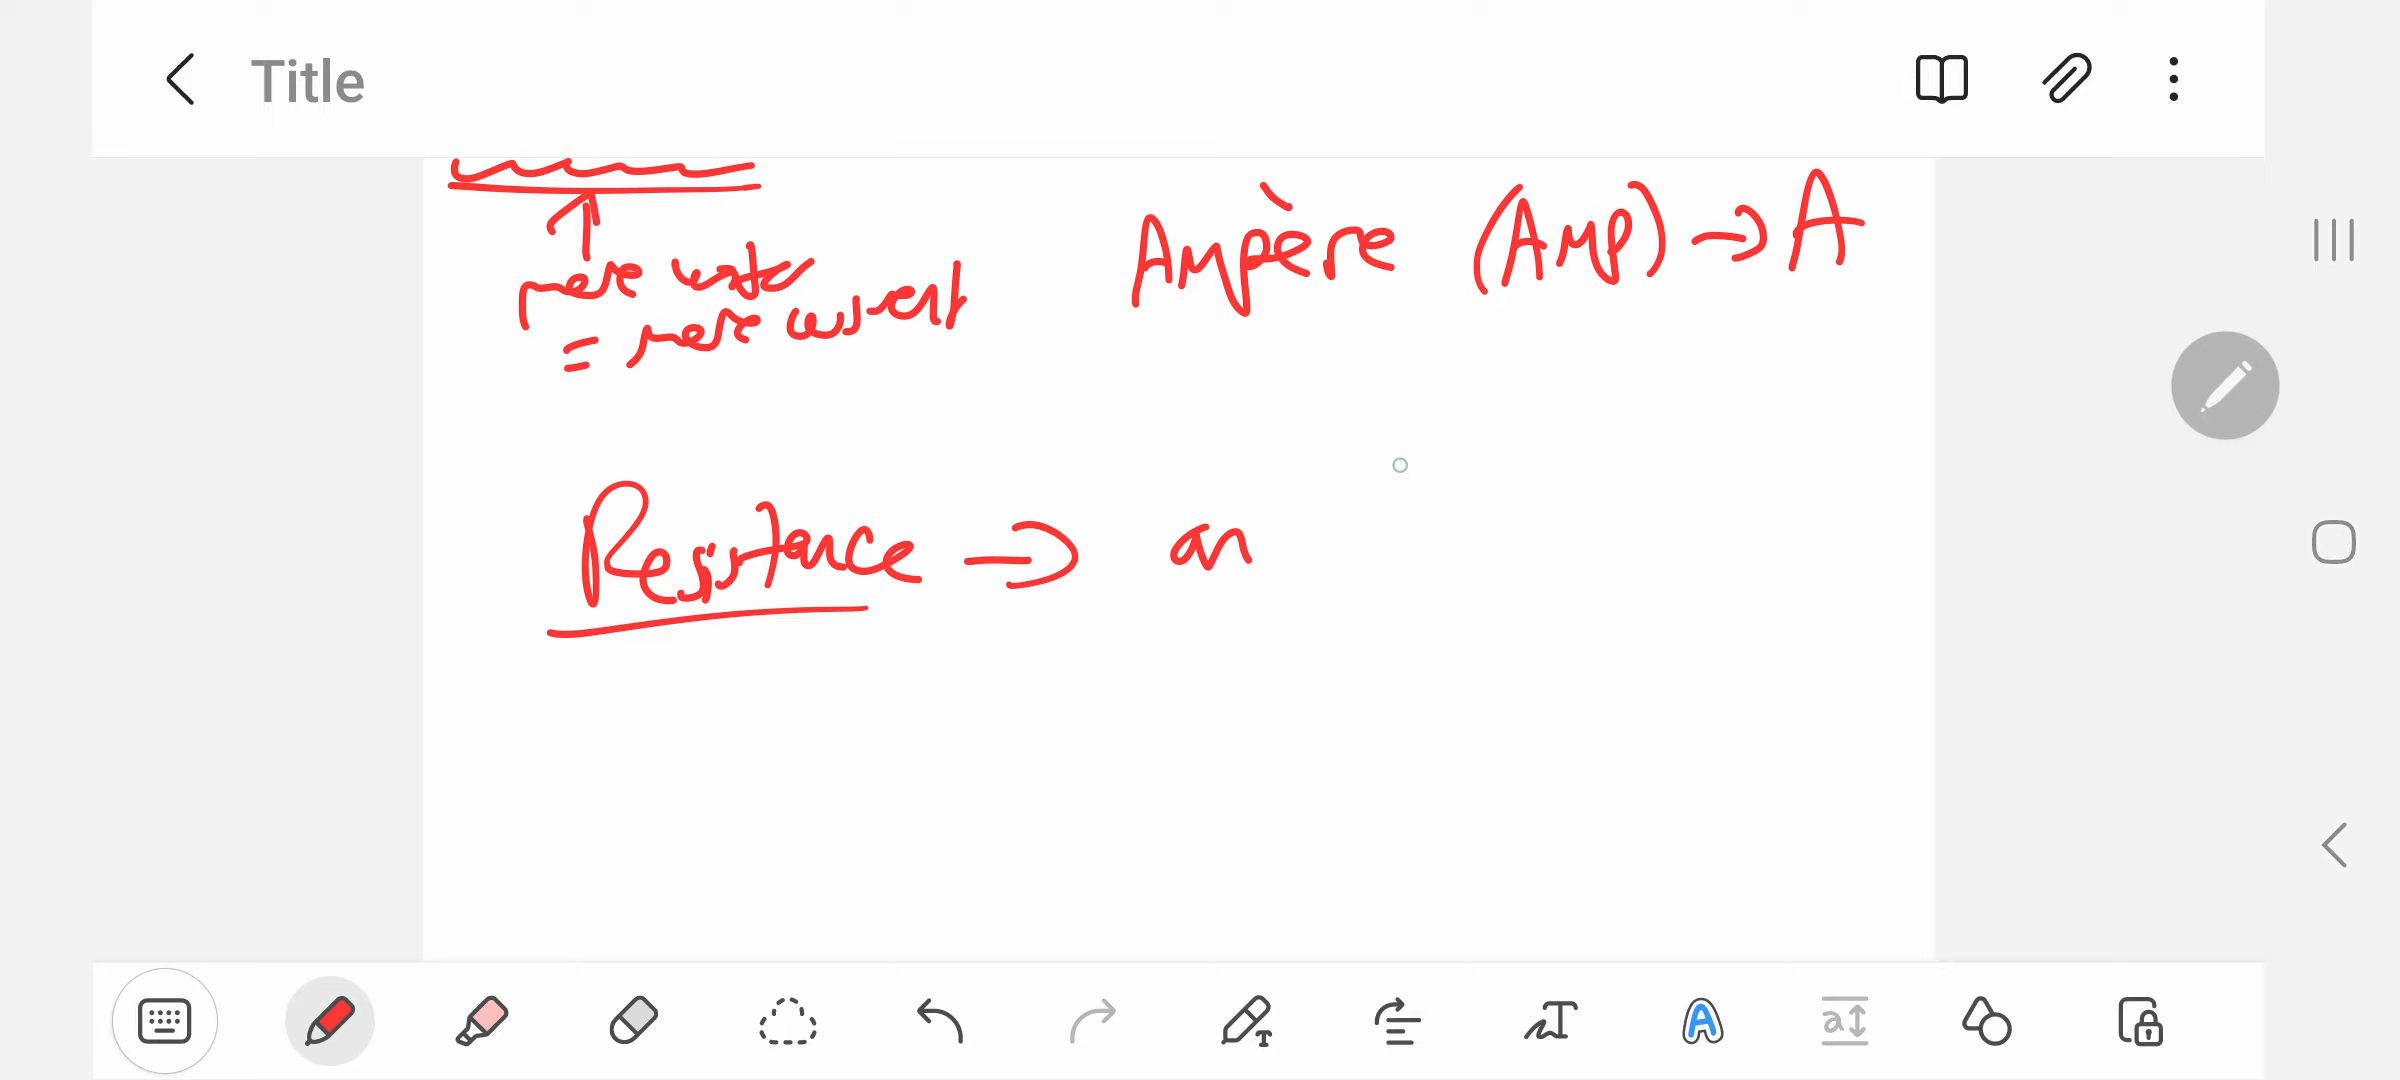 Title
Ampère (Amp) → A
more water
= more current
Resistance → an